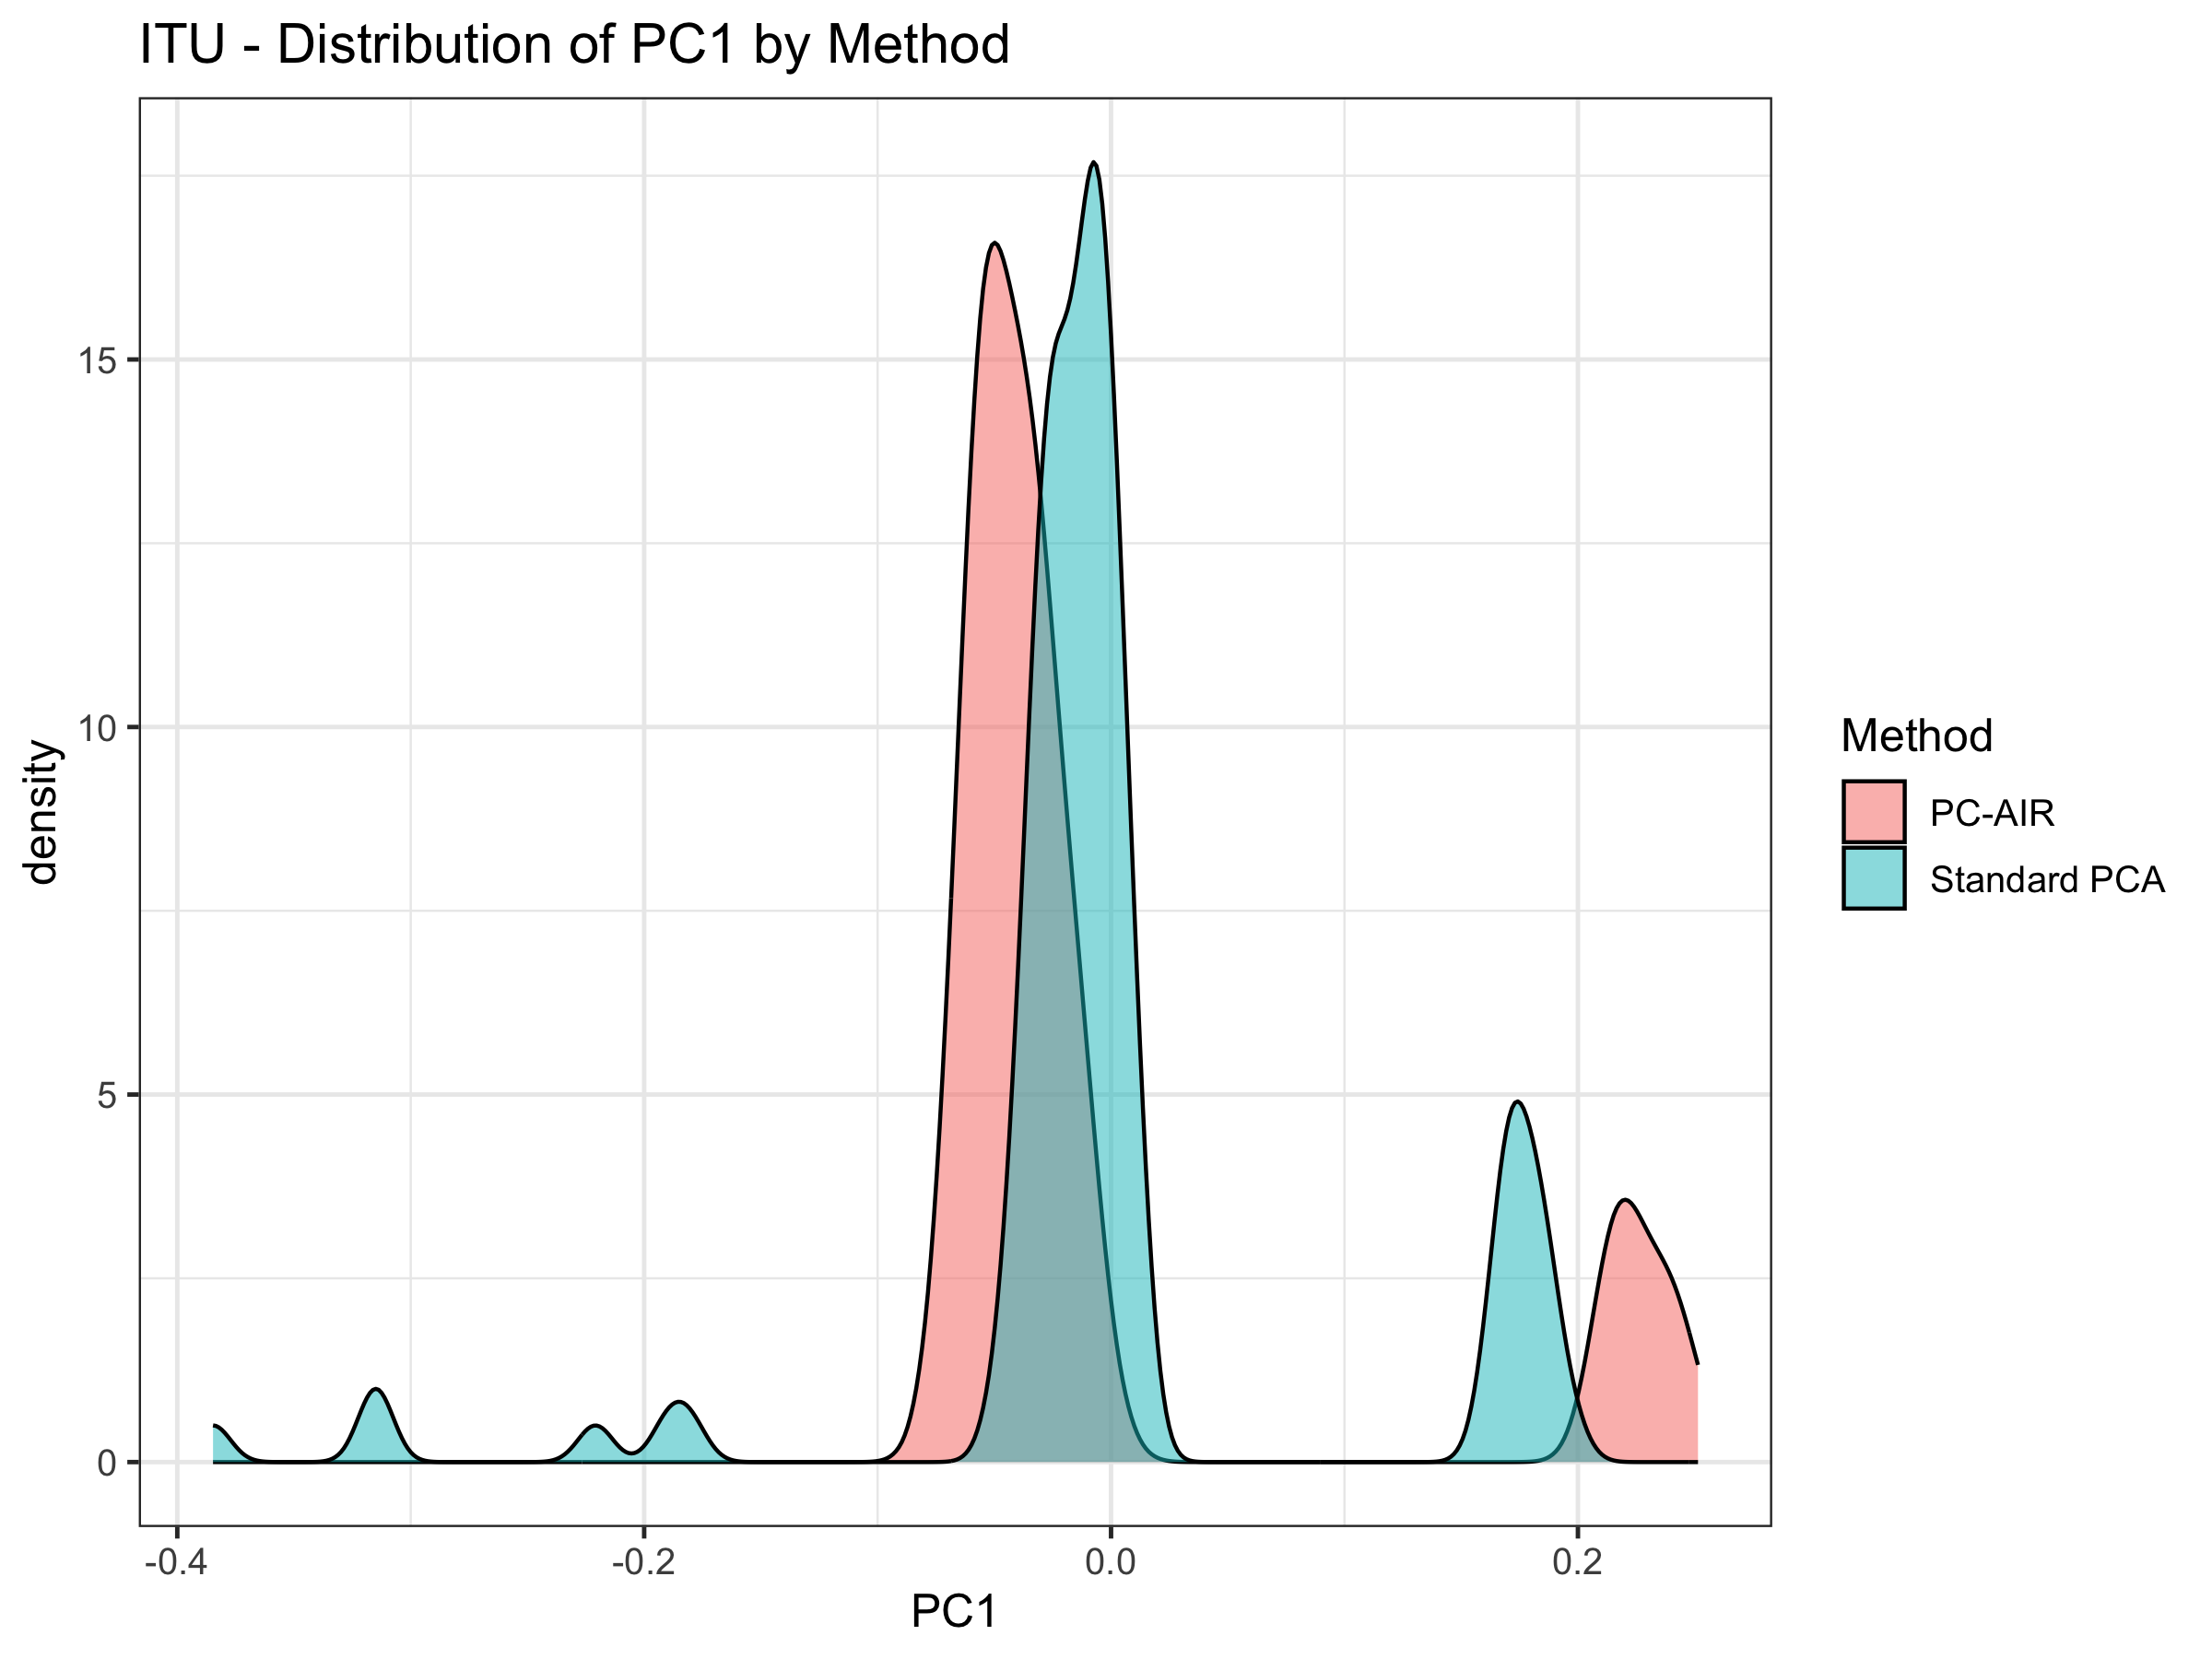 ITU - Distribution of PC1 by Method
density
15
10
5
0
-0.4
-0.2
0.0
0.2
PC1
Method
PC-AIR
Standard PCA